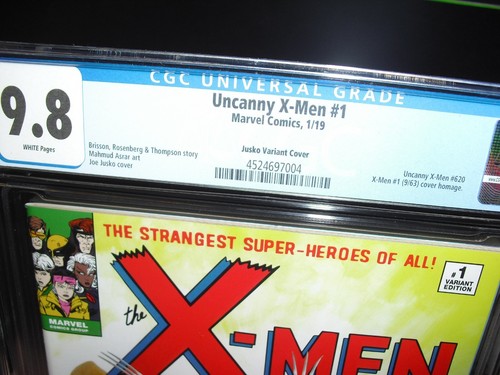 CGC UNIVERSAL GRADE
9.8
WHITE Pages
Uncanny X-Men #1
Marvel Comics, 1/19
Brisson, Rosenberg & Thompson story
Mahmud Asrar art
Joe Jusko cover
Jusko Variant Cover
4524697004
Uncanny X-Men #620
X-Men #1 (9/63) cover homage.
THE STRANGEST SUPER-HEROES OF ALL!
#1
VARIANT
EDITION
MARVEL
COMICS GROUP
the
X-MEN